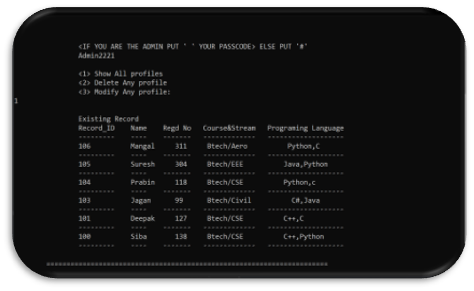 <IF YOU ARE THE ADMIN PUT ' ' YOUR PASSCODE> ELSE PUT '#'
Admin2221
<1> Show All profiles
<2> Delete Any profile
<3> Modify Any profile:
1
Existing Record
Record_ID Name Regd No Course&Stream Programing Language
--------- ---- ------- ------------- -------------------
106 Mangal 311 Btech/Aero Python,C
--------- ---- ------- ------------- -------------------
105 Suresh 304 Btech/EEE Java,Python
--------- ---- ------- ------------- -------------------
104 Prabin 118 Btech/CSE Python,c
--------- ---- ------- ------------- -------------------
103 Jagan 99 Btech/Civil C#,Java
--------- ---- ------- ------------- -------------------
101 Deepak 127 Btech/CSE C++,C
--------- ---- ------- ------------- -------------------
100 Siba 138 Btech/CSE C++,Python
--------- ---- ------- ------------- -------------------